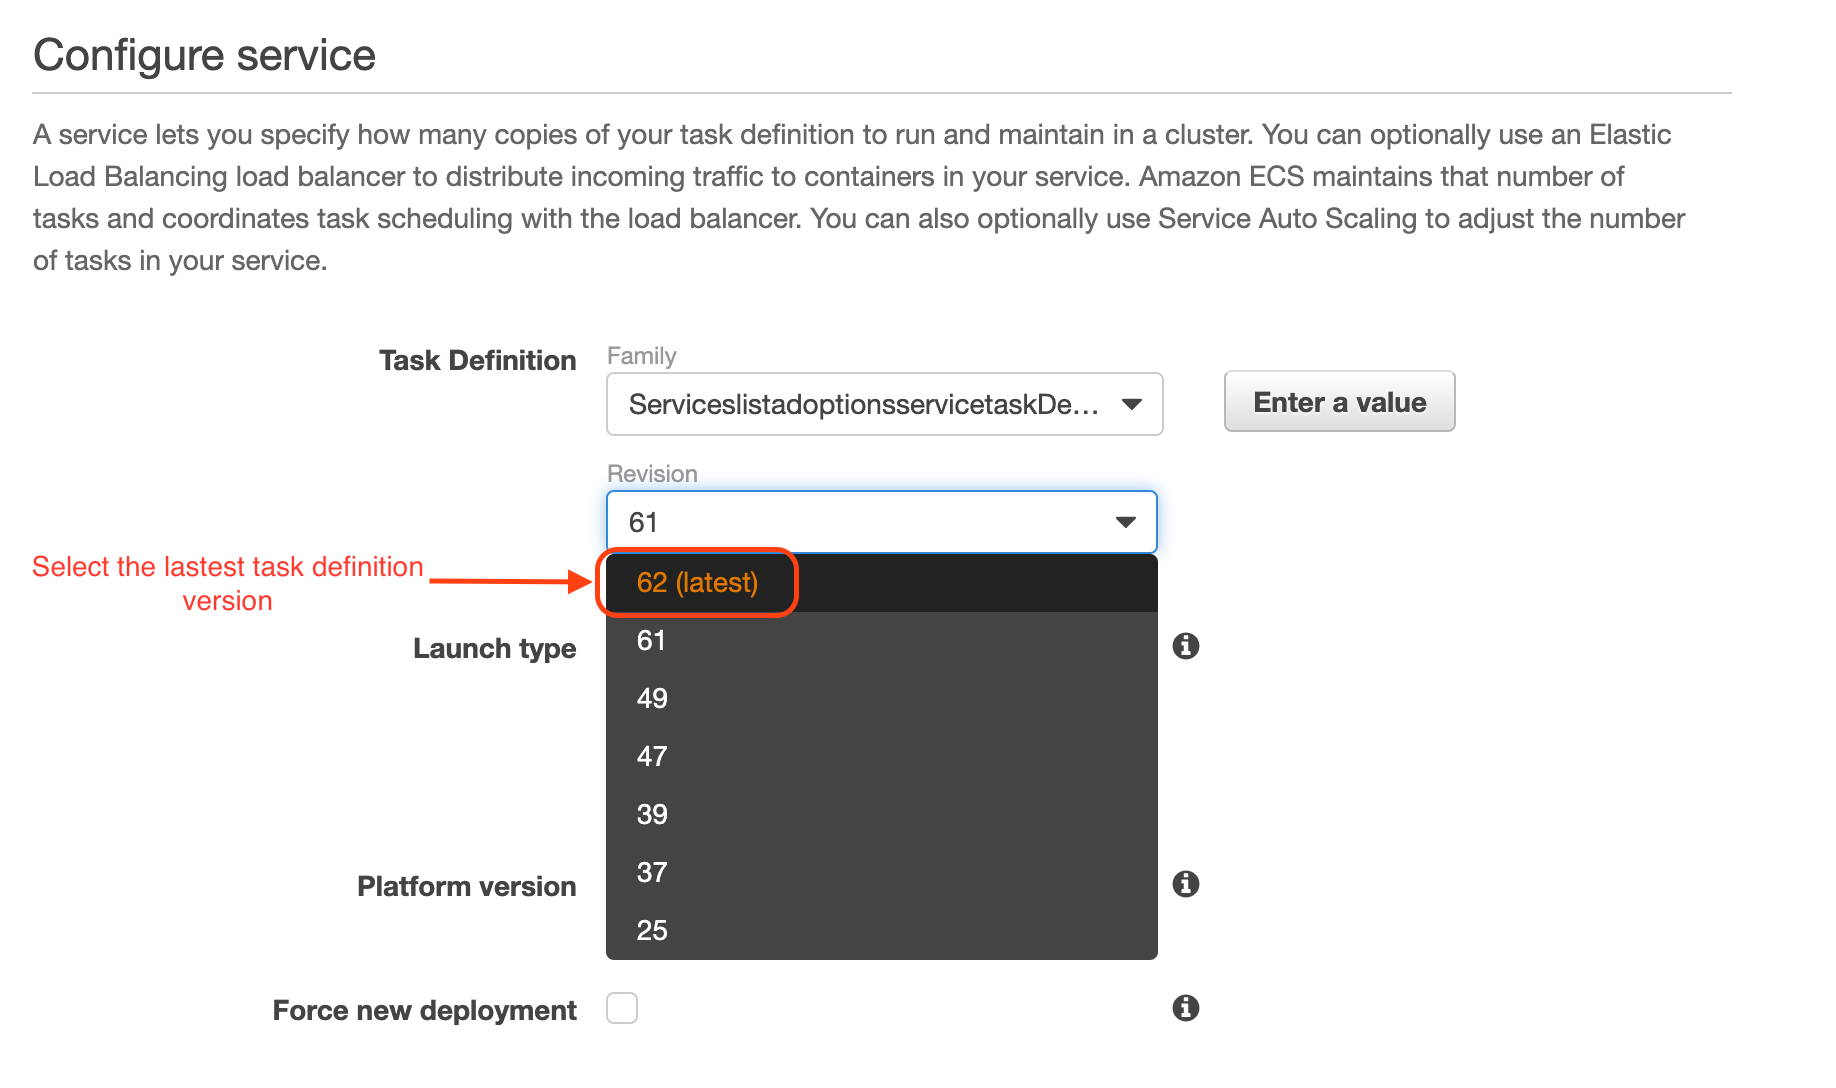 Configure service
A service lets you specify how many copies of your task definition to run and maintain in a cluster. You can optionally use an Elastic
Load Balancing load balancer to distribute incoming traffic to containers in your service. Amazon ECS maintains that number of
tasks and coordinates task scheduling with the load balancer. You can also optionally use Service Auto Scaling to adjust the number
of tasks in your service.
Task Definition
Family
ServiceslistadoptionsservicetaskDe...
Enter a value
Revision
61
Select the lastest task definition
version
62 (latest)
61
Launch type
49
47
39
37
Platform version
25
Force new deployment